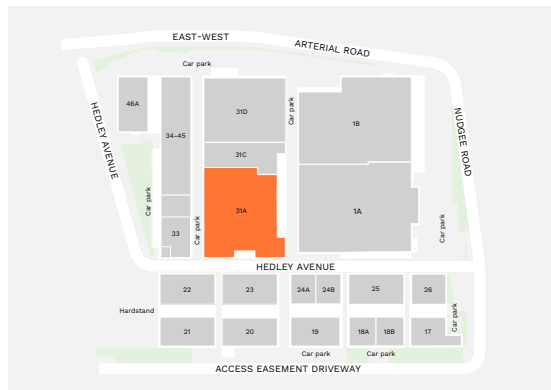 EAST-WEST
ARTERIAL ROAD
Car park
HEDLEY AVENUE
NUDGEE ROAD
46A
34-45
31D
Car park
1B
31C
31A
1A
Car park
Car park
33
Car park
HEDLEY AVENUE
22
23
24A
24B
25
26
Hardstand
21
20
19
18A
18B
17
Car park
Car park
Car park
ACCESS EASEMENT DRIVEWAY